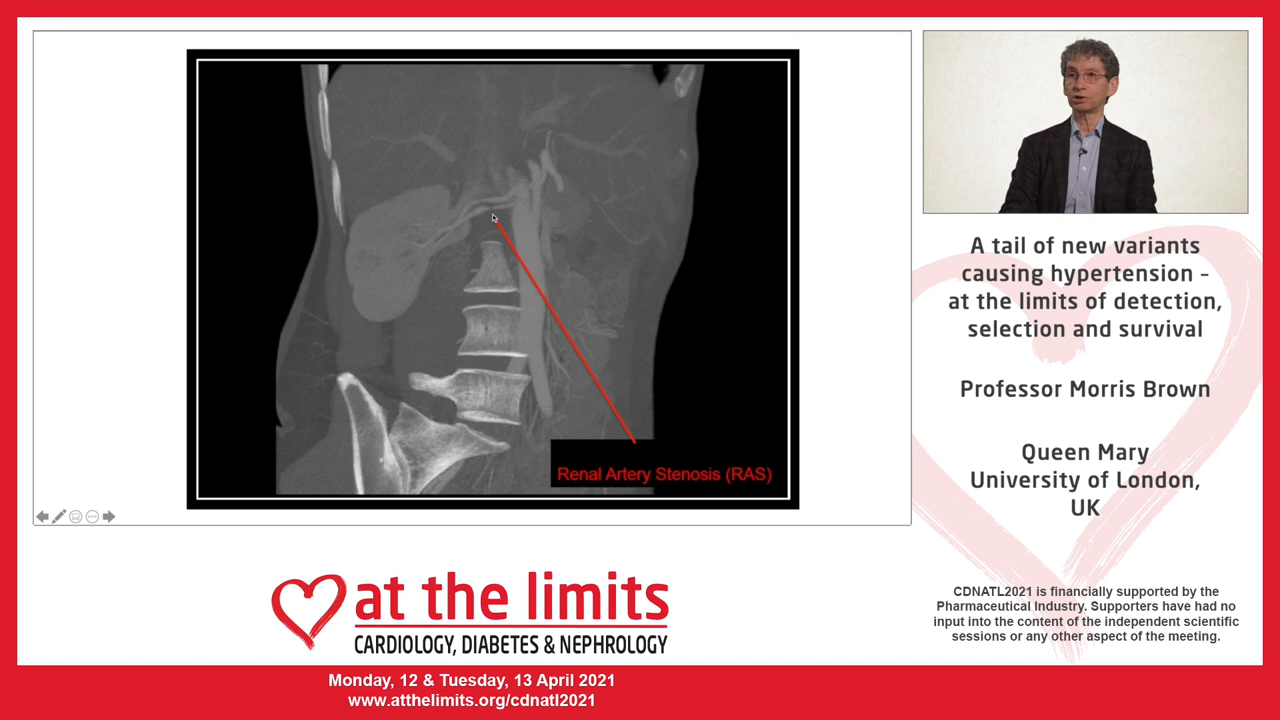 Renal Artery Stenosis (RAS)
A tail of new variants
causing hypertension –
at the limits of detection,
selection and survival
Professor Morris Brown
Queen Mary
University of London,
UK
at the limits
CARDIOLOGY, DIABETES & NEPHROLOGY
CDNATL2021 is financially supported by the
Pharmaceutical Industry. Supporters have had no
input into the content of the independent scientific
sessions or any other aspect of the meeting.
Monday, 12 & Tuesday, 13 April 2021
www.atthelimits.org/cdnatl2021